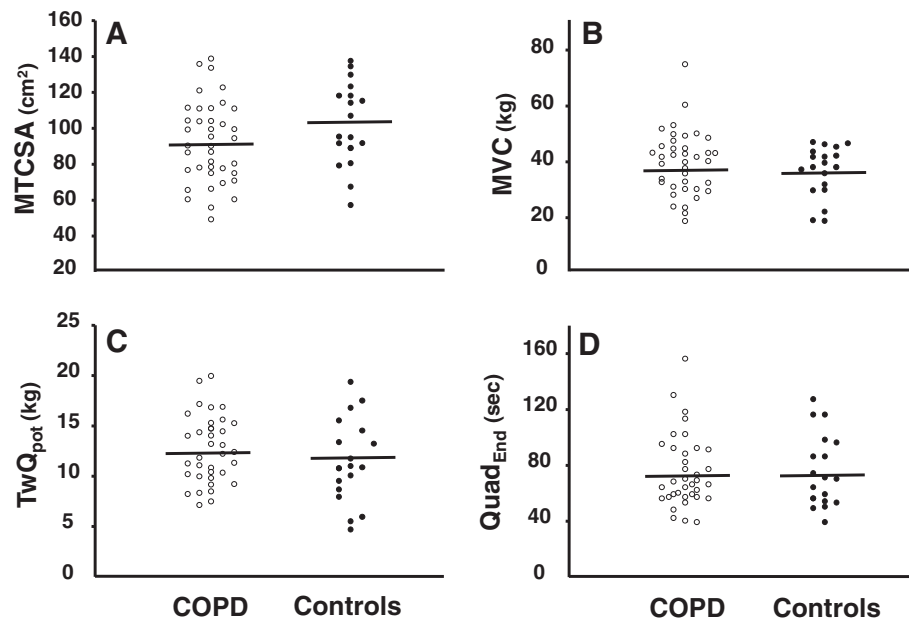 A
MTCSA (cm²)
160
140
120
100
80
60
40
20
B
MVC (kg)
80
60
40
20
0
C
TwQpot (kg)
25
20
15
10
5
0
COPD Controls
D
QuadEnd (sec)
160
120
80
40
0
COPD Controls